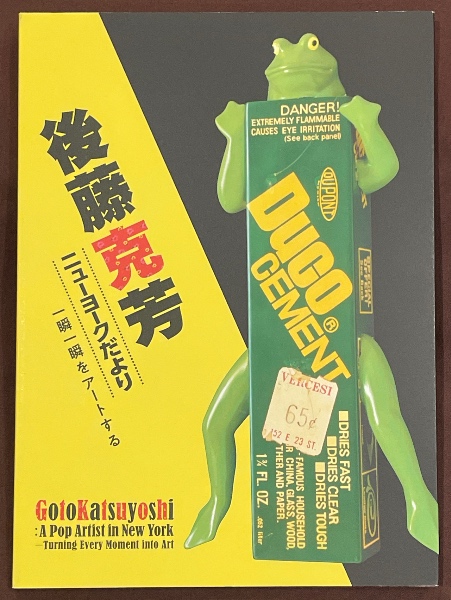 後藤克芳
ニューヨークだより
一瞬一瞬をアートする
GotoKatsuyoshi
:A Pop Artist in New York
—Turning Every Moment into Art
DANGER!
EXTREMELY FLAMMABLE
CAUSES EYE IRRITATION
(See back panel)
DUPONT
DUCO®
CEMENT
VERCESI
65¢
152 E 23 ST.
DRIES FAST
DRIES CLEAR
DRIES TOUGH
-FAMOUS HOUSEHOLD
R CHINA, GLASS, WOOD,
THER AND PAPER.
1¾ FL. OZ.